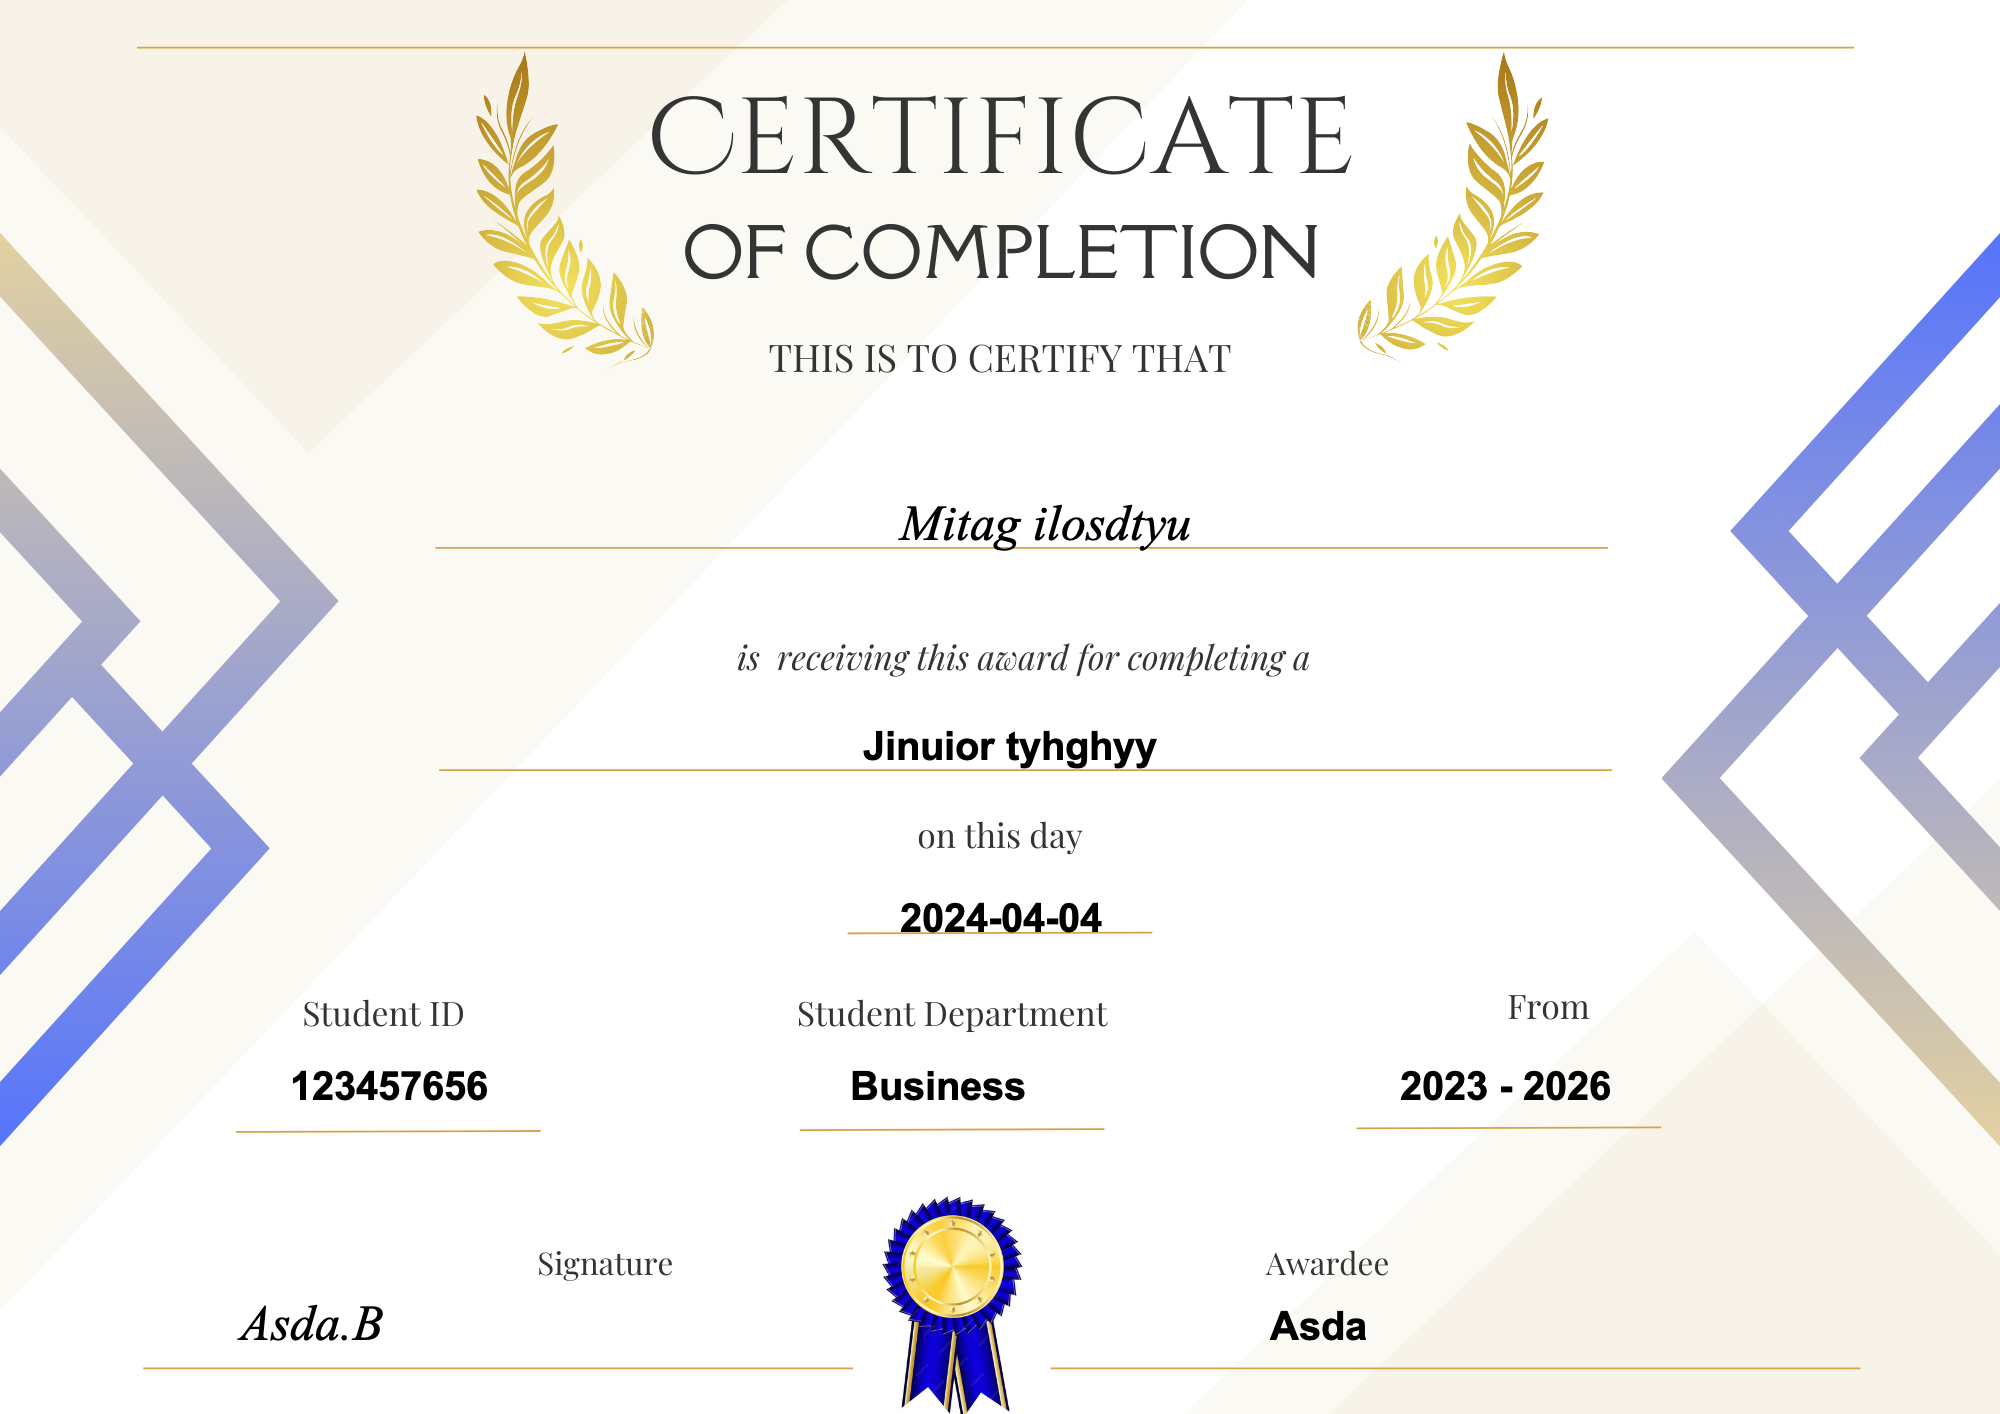 CERTIFICATE
OF COMPLETION
THIS IS TO CERTIFY THAT
Mitag ilosdtyu
is receiving this award for completing a
Jinuior tyhghyy
on this day
2024-04-04
Student ID
Student Department
From
123457656
Business
2023 - 2026
Signature
Awardee
Asda.B
Asda